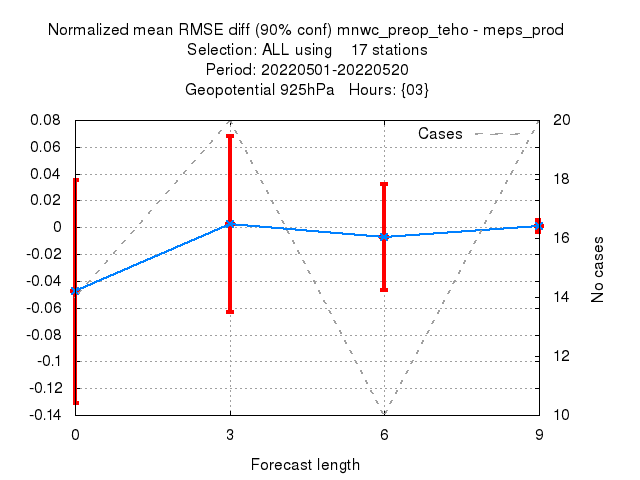 Normalized mean RMSE diff (90% conf) mnwc_preop_teho - meps_prod
Selection: ALL using 17 stations
Period: 20220501-20220520
Geopotential 925hPa Hours: {03}
Cases
0.08
0.06
0.04
0.02
0
-0.02
-0.04
-0.06
-0.08
-0.1
-0.12
-0.14
20
18
16
14
12
10
No cases
0 3 6 9
Forecast length